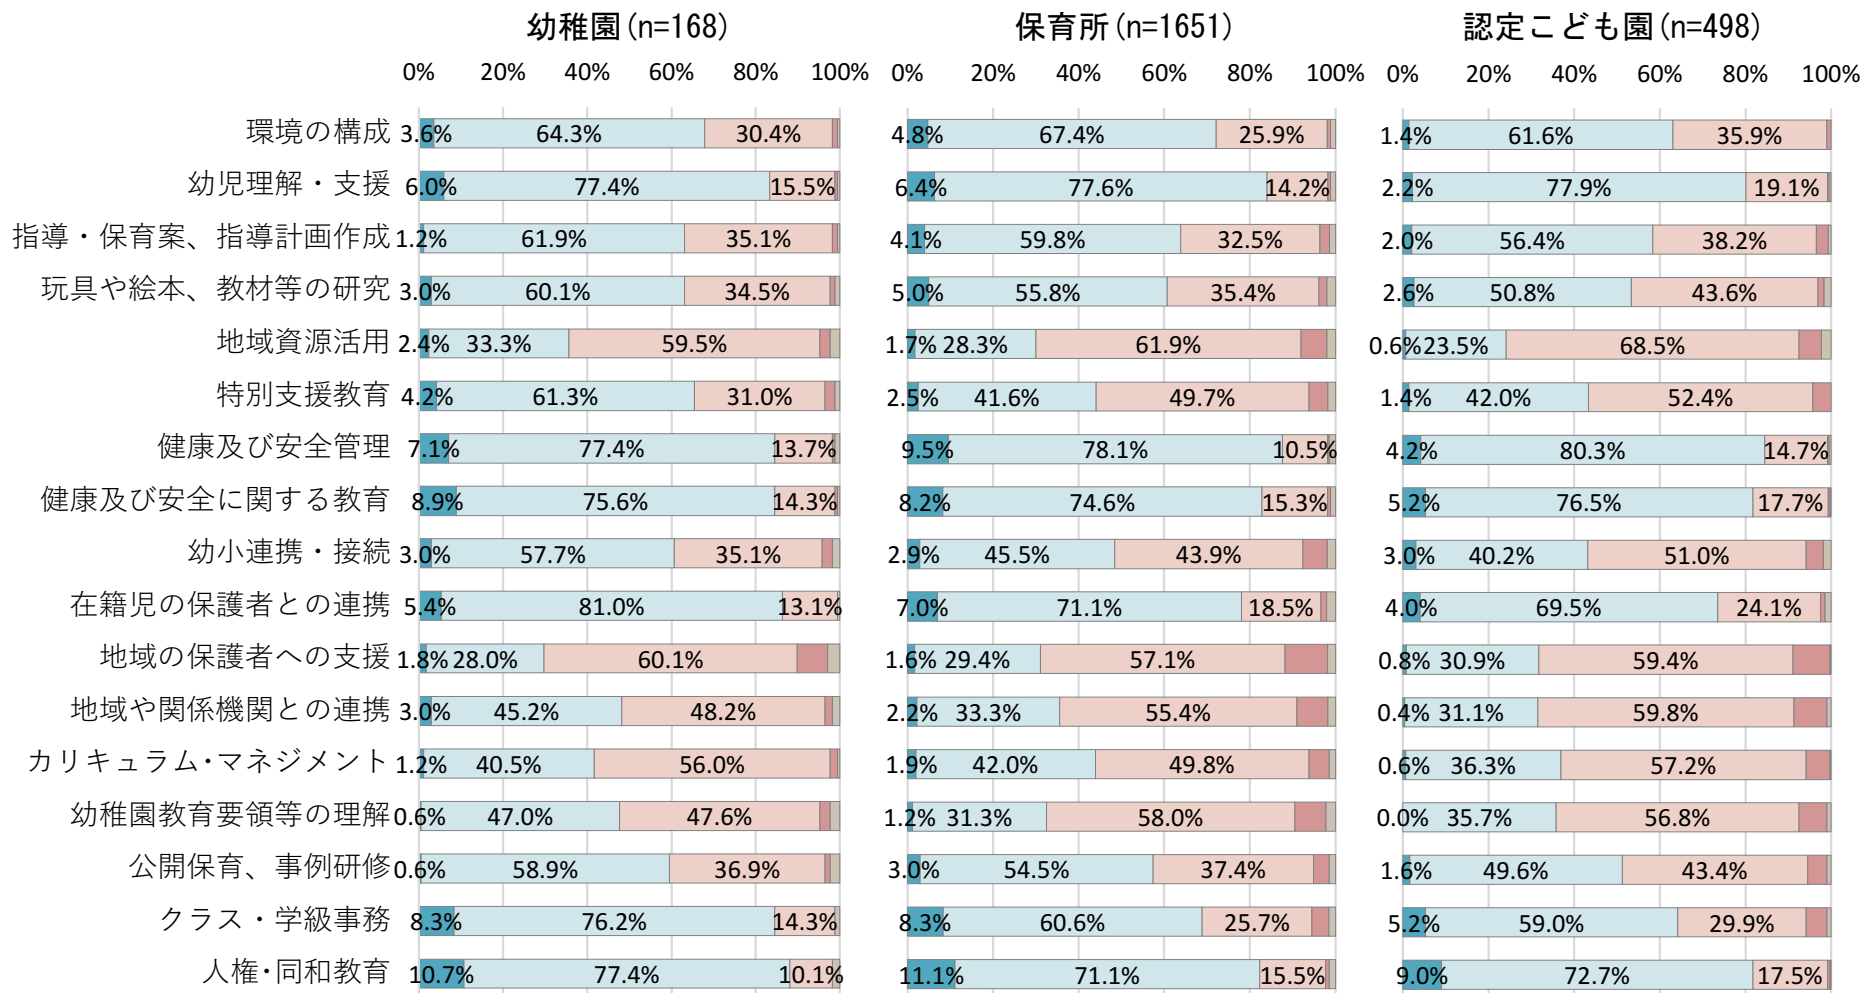 幼稚園(n=168) 保育所(n=1651) 認定こども園(n=498)
0% 20% 40% 60% 80% 100% 0% 20% 40% 60% 80% 100% 0% 20% 40% 60% 80% 100%
環境の構成 3.6% 64.3% 30.4% 4.8% 67.4% 25.9% 1.4% 61.6% 35.9%
幼児理解・支援 6.0% 77.4% 15.5% 6.4% 77.6% 14.2% 2.2% 77.9% 19.1%
指導・保育案、指導計画作成 1.2% 61.9% 35.1% 4.1% 59.8% 32.5% 2.0% 56.4% 38.2%
玩具や絵本、教材等の研究 3.0% 60.1% 34.5% 5.0% 55.8% 35.4% 2.6% 50.8% 43.6%
地域資源活用 2.4% 33.3% 59.5% 1.7% 28.3% 61.9% 0.6% 23.5% 68.5%
特別支援教育 4.2% 61.3% 31.0% 2.5% 41.6% 49.7% 1.4% 42.0% 52.4%
健康及び安全管理 7.1% 77.4% 13.7% 9.5% 78.1% 10.5% 4.2% 80.3% 14.7%
健康及び安全に関する教育 8.9% 75.6% 14.3% 8.2% 74.6% 15.3% 5.2% 76.5% 17.7%
幼小連携・接続 3.0% 57.7% 35.1% 2.9% 45.5% 43.9% 3.0% 40.2% 51.0%
在籍児の保護者との連携 5.4% 81.0% 13.1% 7.0% 71.1% 18.5% 4.0% 69.5% 24.1%
地域の保護者への支援 1.8% 28.0% 60.1% 1.6% 29.4% 57.1% 0.8% 30.9% 59.4%
地域や関係機関との連携 3.0% 45.2% 48.2% 2.2% 33.3% 55.4% 0.4% 31.1% 59.8%
カリキュラム・マネジメント 1.2% 40.5% 56.0% 1.9% 42.0% 49.8% 0.6% 36.3% 57.2%
幼稚園教育要領等の理解 0.6% 47.0% 47.6% 1.2% 31.3% 58.0% 0.0% 35.7% 56.8%
公開保育、事例研修 0.6% 58.9% 36.9% 3.0% 54.5% 37.4% 1.6% 49.6% 43.4%
クラス・学級事務 8.3% 76.2% 14.3% 8.3% 60.6% 25.7% 5.2% 59.0% 29.9%
人権・同和教育 10.7% 77.4% 10.1% 11.1% 71.1% 15.5% 9.0% 72.7% 17.5%